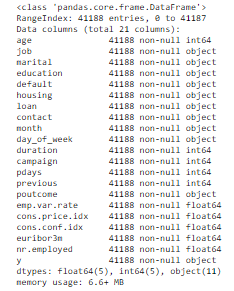 <class 'pandas.core.frame.DataFrame'>
RangeIndex: 41188 entries, 0 to 41187
Data columns (total 21 columns):
age 41188 non-null int64
job 41188 non-null object
marital 41188 non-null object
education 41188 non-null object
default 41188 non-null object
housing 41188 non-null object
loan 41188 non-null object
contact 41188 non-null object
month 41188 non-null object
day_of_week 41188 non-null object
duration 41188 non-null int64
campaign 41188 non-null int64
pdays 41188 non-null int64
previous 41188 non-null int64
poutcome 41188 non-null object
emp.var.rate 41188 non-null float64
cons.price.idx 41188 non-null float64
cons.conf.idx 41188 non-null float64
euribor3m 41188 non-null float64
nr.employed 41188 non-null float64
y 41188 non-null object
dtypes: float64(5), int64(5), object(11)
memory usage: 6.6+ MB